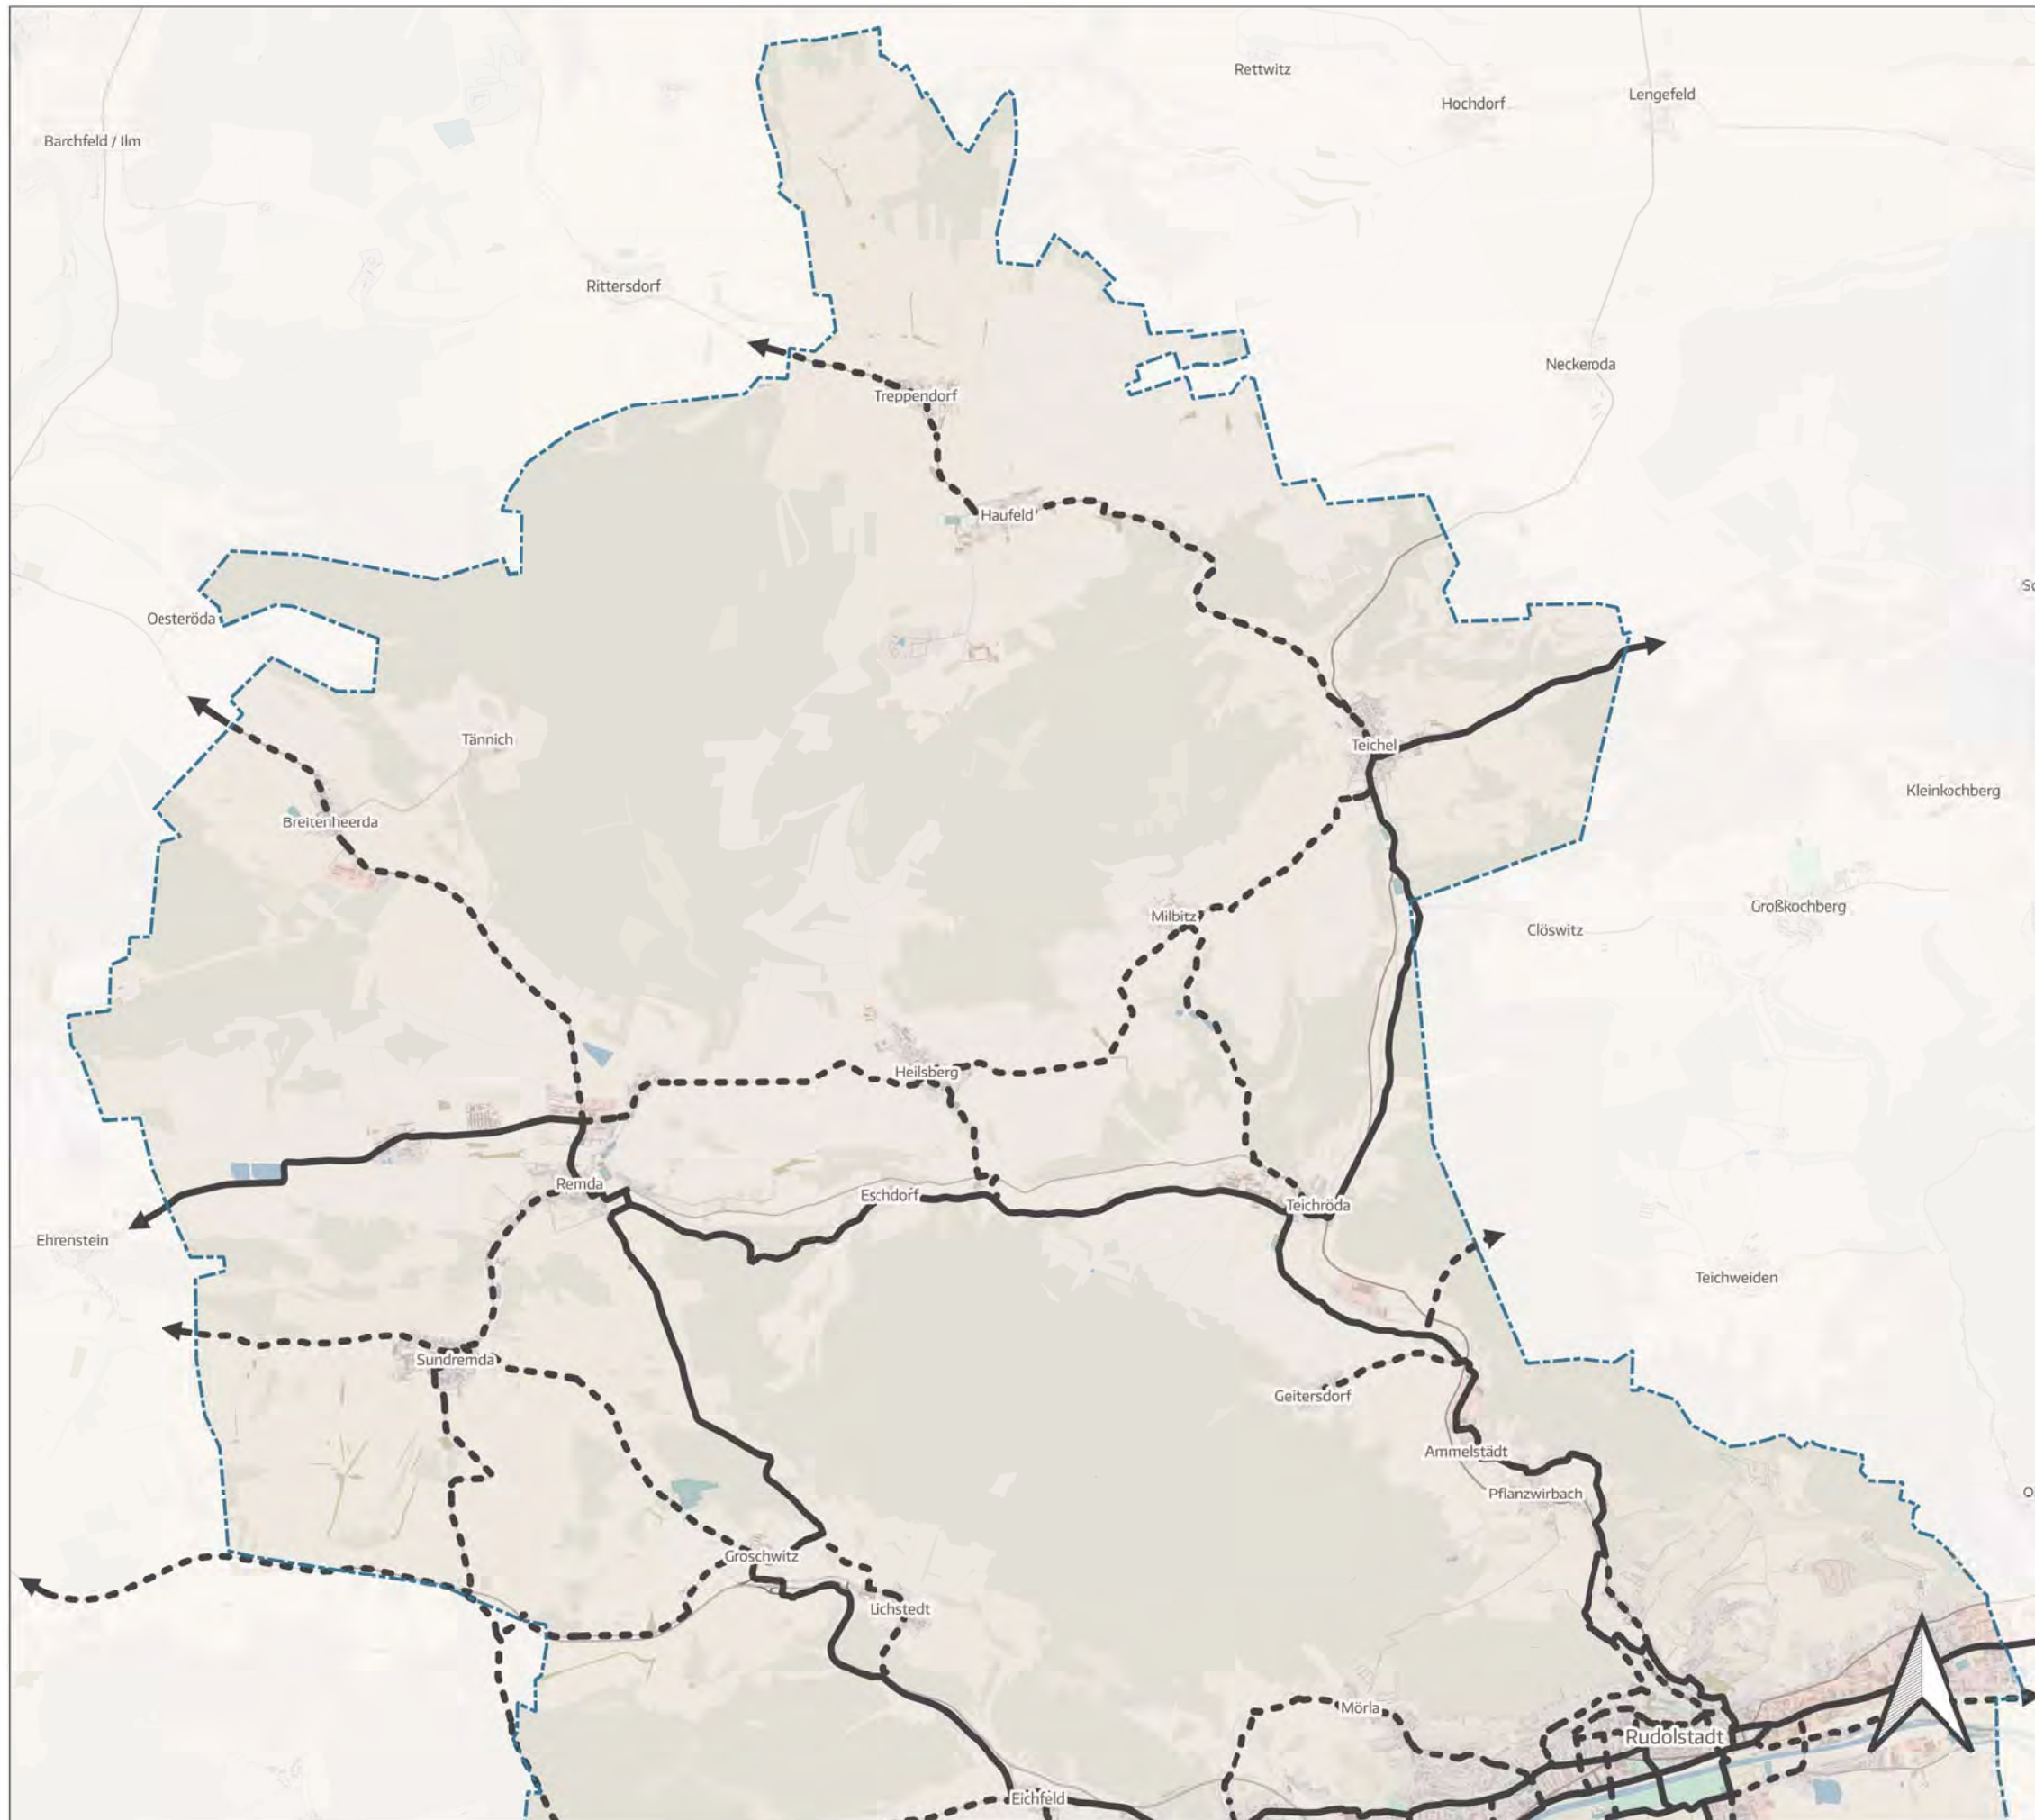 Rettwitz
Lengefeld
Hochdorf
Barchfeld / Ilm
Rittersdorf
Neckeroda
Treppendorf
Haufeld
Oesteröda
Tännich
Teichel
Kleinkochberg
Breitenheerda
Großkochberg
Milbitz
Clöswitz
Heilsberg
Remda
Eschdorf
Teichröda
Ehrenstein
Teichweiden
Sundremda
Geitersdorf
Ammelstädt
Pflanzwirbach
Groschwitz
Lichstedt
Mörla
Rudolstadt
Eichfeld